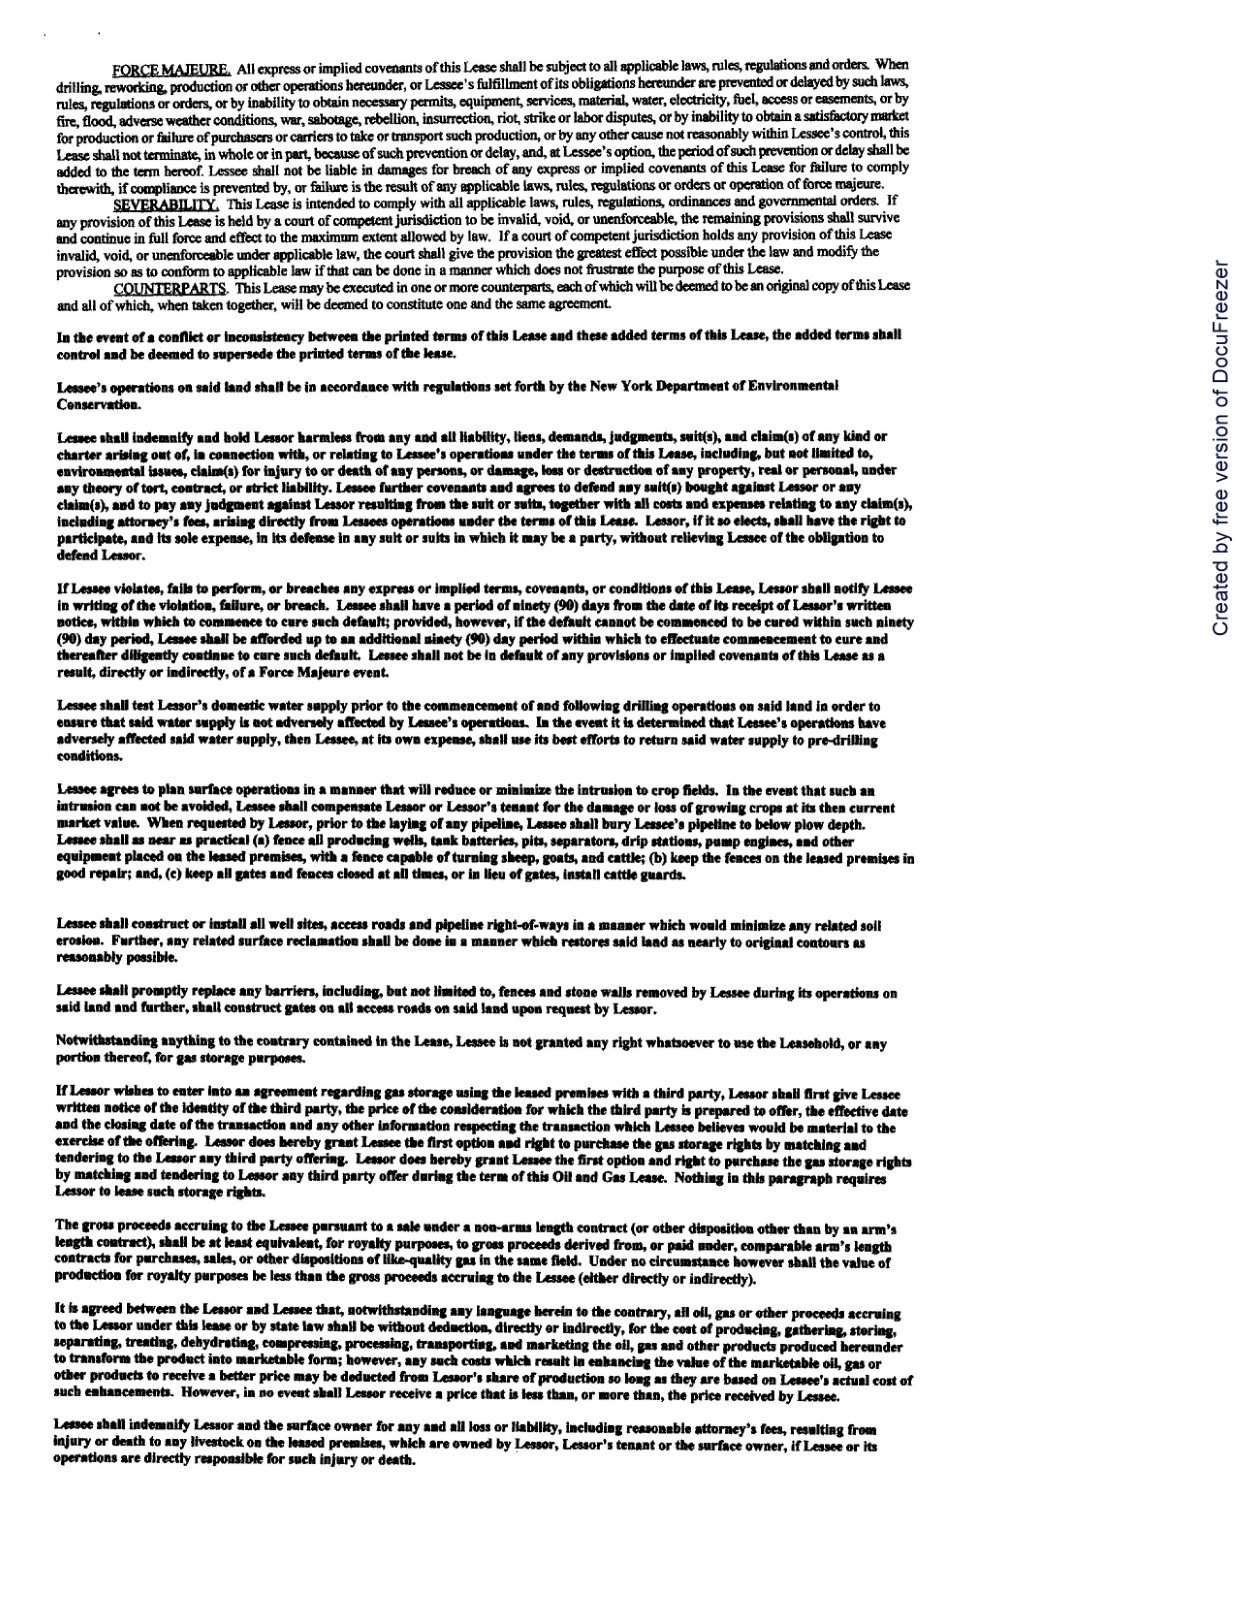 FORCE MAJEURE. All express or implied covenants of this Lease shall be subject to all applicable laws, rules, regulations and orders. When
drilling, reworking, production or other operations hereunder, or Lessee's fulfillment of its obligations hereunder are prevented or delayed by such laws,
rules, regulations or orders, or by inability to obtain necessary permits, equipment, services, material, water, electricity, fuel, access or easements, or by
fire, flood, adverse weather conditions, war, sabotage, rebellion, insurrection, riot, strike or labor disputes, or by inability to obtain a satisfactory market
for production or failure of purchasers or carriers to take or transport such production, or by any other cause not reasonably within Lessee's control, this
Lease shall not terminate, in whole or in part, because of such prevention or delay, and, at Lessee's option, the period of such prevention or delay shall be
added to the term hereof. Lessee shall not be liable in damages for breach of any express or implied covenants of this Lease for failure to comply
therewith, if compliance is prevented by, or failure is the result of any applicable laws, rules, regulations or orders or operation of force majeure.
SEVERABILITY. This Lease is intended to comply with all applicable laws, rules, regulations, ordinances and governmental orders. If
any provision of this Lease is held by a court of competent jurisdiction to be invalid, void, or unenforceable, the remaining provisions shall survive
and continue in full force and effect to the maximum extent allowed by law. If a court of competent jurisdiction holds any provision of this Lease
invalid, void, or unenforceable under applicable law, the court shall give the provision the greatest effect possible under the law and modify the
provision so as to conform to applicable law if that can be done in a manner which does not frustrate the purpose of this Lease.
COUNTERPARTS. This Lease may be executed in one or more counterparts, each of which will be deemed to be an original copy of this Lease
and all of which, when taken together, will be deemed to constitute one and the same agreement.
In the event of a conflict or inconsistency between the printed terms of this Lease and these added terms of this Lease, the added terms shall
control and be deemed to supersede the printed terms of the lease.
Lessee's operations on said land shall be in accordance with regulations set forth by the New York Department of Environmental
Conservation.
Lessee shall indemnify and hold Lessor harmless from any and all liability, liens, demands, judgments, suit(s), and claim(s) of any kind or
charter arising out of, in connection with, or relating to Lessee's operations under the terms of this Lease, including, but not limited to,
environmental issues, claim(s) for injury to or death of any persons, or damage, loss or destruction of any property, real or personal, under
any theory of tort, contract, or strict liability. Lessee further covenants and agrees to defend any suit(s) bought against Lessor or any
claim(s), and to pay any judgment against Lessor resulting from the suit or suits, together with all costs and expenses relating to any claim(s),
including attorney's fees, arising directly from Lessees operations under the terms of this Lease. Lessor, if it so elects, shall have the right to
participate, and its sole expense, in its defense in any suit or suits in which it may be a party, without relieving Lessee of the obligation to
defend Lessor.
If Lessee violates, fails to perform, or breaches any express or implied terms, covenants, or conditions of this Lease, Lessor shall notify Lessee
in writing of the violation, failure, or breach. Lessee shall have a period of ninety (90) days from the date of its receipt of Lessor's written
notice, within which to commence to cure such default; provided, however, if the default cannot be commenced to be cured within such ninety
(90) day period, Lessee shall be afforded up to an additional ninety (90) day period within which to effectuate commencement to cure and
thereafter diligently continue to cure such default. Lessee shall not be in default of any provisions or implied covenants of this Lease as a
result, directly or indirectly, of a Force Majeure event.
Lessee shall test Lessor's domestic water supply prior to the commencement of and following drilling operations on said land in order to
ensure that said water supply is not adversely affected by Lessee's operations. In the event it is determined that Lessee's operations have
adversely affected said water supply, then Lessee, at its own expense, shall use its best efforts to return said water supply to pre-drilling
conditions.
Lessee agrees to plan surface operations in a manner that will reduce or minimize the intrusion to crop fields. In the event that such an
intrusion can not be avoided, Lessee shall compensate Lessor or Lessor's tenant for the damage or loss of growing crops at its then current
market value. When requested by Lessor, prior to the laying of any pipeline, Lessee shall bury Lessee's pipeline to below plow depth.
Lessee shall as near as practical (a) fence all producing wells, tank batteries, pits, separators, drip stations, pump engines, and other
equipment placed on the leased premises, with a fence capable of turning sheep, goats, and cattle; (b) keep the fences on the leased premises in
good repair; and, (c) keep all gates and fences closed at all times, or in lieu of gates, install cattle guards.
Lessee shall construct or install all well sites, access roads and pipeline right-of-ways in a manner which would minimize any related soil
erosion. Further, any related surface reclamation shall be done in a manner which restores said land as nearly to original contours as
reasonably possible.
Lessee shall promptly replace any barriers, including, but not limited to, fences and stone walls removed by Lessee during its operations on
said land and further, shall construct gates on all access roads on said land upon request by Lessor.
Notwithstanding anything to the contrary contained in the Lease, Lessee is not granted any right whatsoever to use the Leasehold, or any
portion thereof, for gas storage purposes.
If Lessor wishes to enter into an agreement regarding gas storage using the leased premises with a third party, Lessor shall first give Lessee
written notice of the identity of the third party, the price of the consideration for which the third party is prepared to offer, the effective date
and the closing date of the transaction and any other information respecting the transaction which Lessee believes would be material to the
exercise of the offering. Lessor does hereby grant Lessee the first option and right to purchase the gas storage rights by matching and
tendering to the Lessor any third party offering. Lessor does hereby grant Lessee the first option and right to purchase the gas storage rights
by matching and tendering to Lessor any third party offer during the term of this Oil and Gas Lease. Nothing in this paragraph requires
Lessor to lease such storage rights.
The gross proceeds accruing to the Lessee pursuant to a sale under a non-arms length contract (or other disposition other than by an arm's
length contract), shall be at least equivalent, for royalty purposes, to gross proceeds derived from, or paid under, comparable arm's length
contracts for purchases, sales, or other dispositions of like-quality gas in the same field. Under no circumstance however shall the value of
production for royalty purposes be less than the gross proceeds accruing to the Lessee (either directly or indirectly).
It is agreed between the Lessor and Lessee that, notwithstanding any language herein to the contrary, all oil, gas or other proceeds accruing
to the Lessor under this lease or by state law shall be without deduction, directly or indirectly, for the cost of producing, gathering, storing,
separating, treating, dehydrating, compressing, processing, transporting, and marketing the oil, gas and other products produced hereunder
to transform the product into marketable form; however, any such costs which result in enhancing the value of the marketable oil, gas or
other products to receive a better price may be deducted from Lessor's share of production so long as they are based on Lessee's actual cost of
such enhancements. However, in no event shall Lessor receive a price that is less than, or more than, the price received by Lessee.
Lessee shall indemnify Lessor and the surface owner for any and all loss or liability, including reasonable attorney's fees, resulting from
injury or death to any livestock on the leased premises, which are owned by Lessor, Lessor's tenant or the surface owner, if Lessee or its
operations are directly responsible for such injury or death.
Created by free version of DocuFreezer